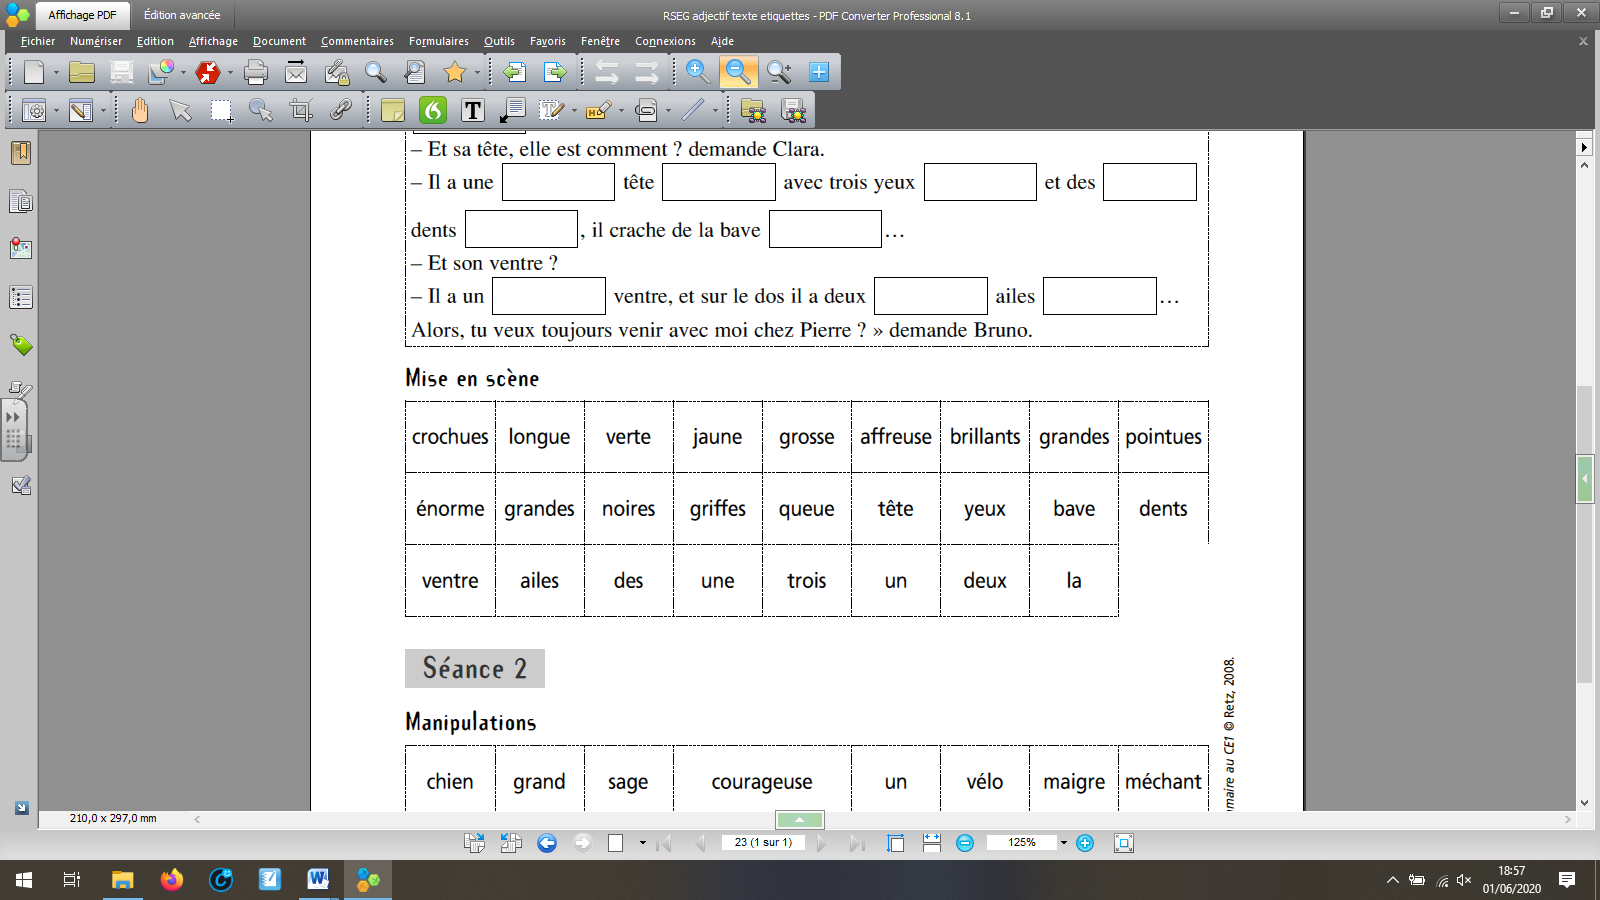 Affichage PDF
Édition avancée
RSEG adjectif texte etiquettes - PDF Converter Professional 8.1
Fichier Numériser Edition Affichage Document Commentaires Formulaires Outils Favoris Fenêtre Connexions Aide
– Et sa tête, elle est comment ? demande Clara.
– Il a une tête avec trois yeux et des
dents , il crache de la bave …
– Et son ventre ?
– Il a un ventre, et sur le dos il a deux ailes …
Alors, tu veux toujours venir avec moi chez Pierre ? » demande Bruno.
Mise en scène
crochues longue verte jaune grosse affreuse brillants grandes pointues
énorme grandes noires griffes queue tête yeux bave dents
ventre ailes des une trois un deux la
Séance 2
Manipulations
chien grand sage courageuse un vélo maigre méchant
maire au CE1 © Retz, 2008.
210,0 x 297,0 mm
23 (1 sur 1)
125%
18:57
01/06/2020